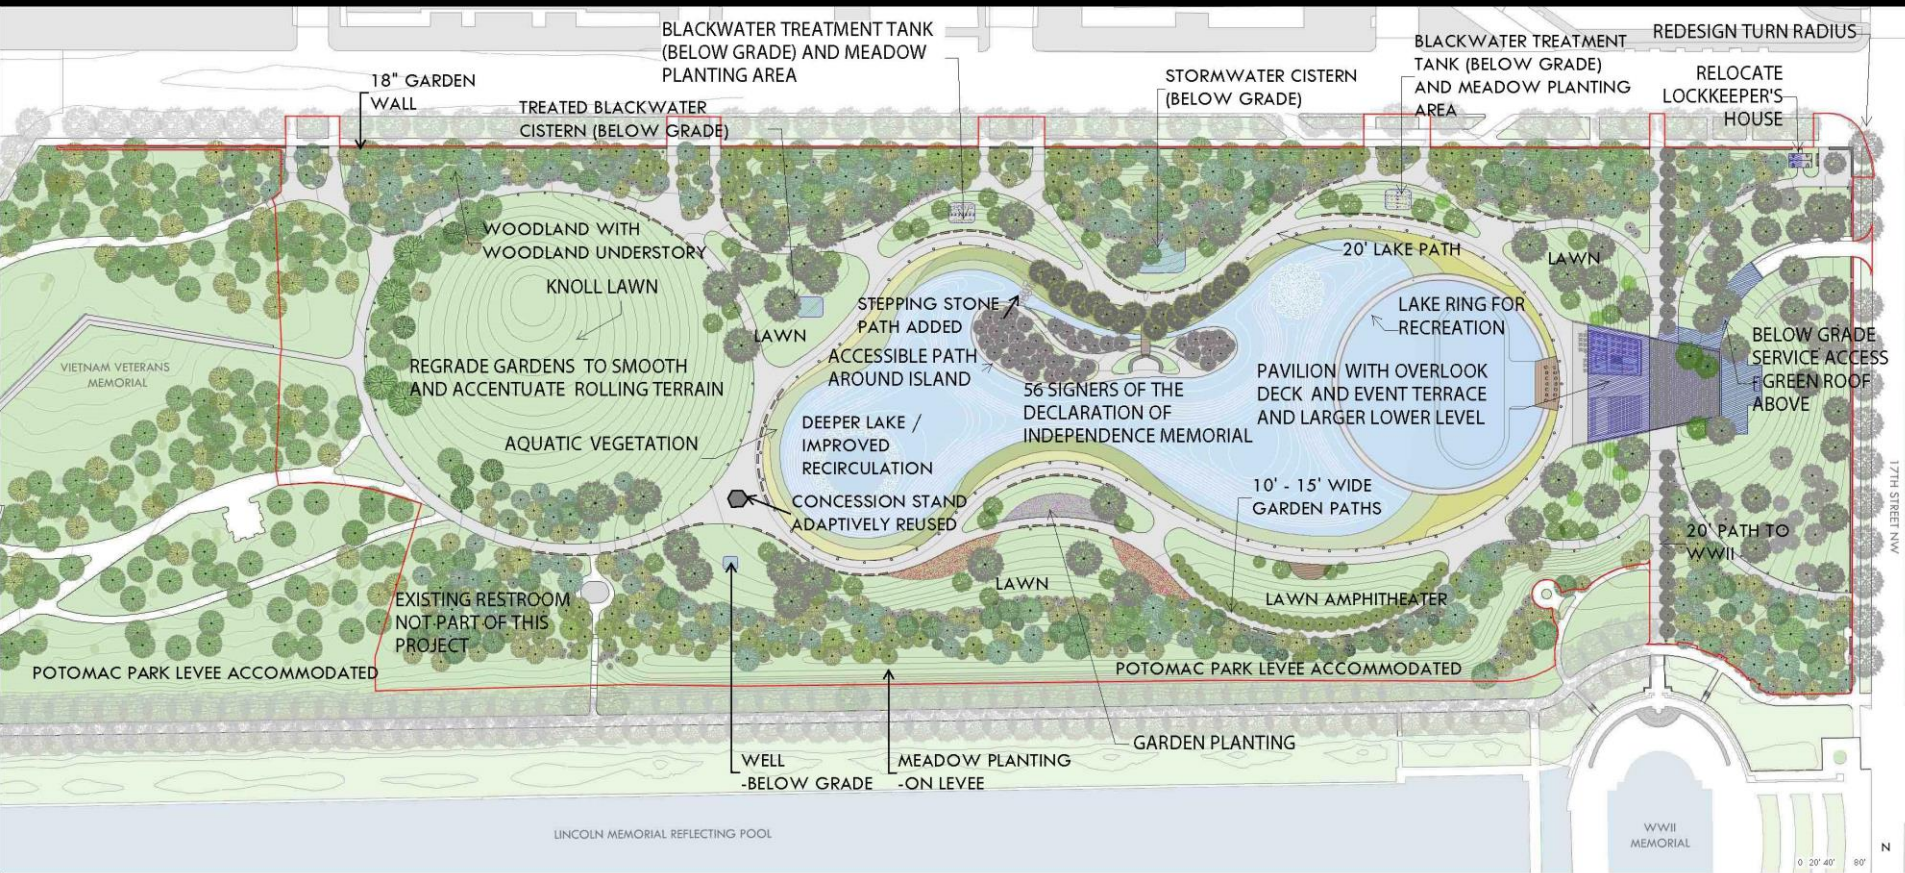 BLACKWATER TREATMENT TANK
(BELOW GRADE) AND MEADOW
PLANTING AREA
REDESIGN TURN RADIUS
BLACKWATER TREATMENT
TANK (BELOW GRADE)
AND MEADOW PLANTING
AREA
STORMWATER CISTERN
(BELOW GRADE)
RELOCATE
LOCKKEEPER'S
HOUSE
18" GARDEN
WALL
TREATED BLACKWATER
CISTERN (BELOW GRADE)
WOODLAND WITH
WOODLAND UNDERSTORY
20' LAKE PATH
LAWN
KNOLL LAWN
STEPPING STONE
PATH ADDED
LAKE RING FOR
RECREATION
LAWN
BELOW GRADE
SERVICE ACCESS
- GREEN ROOF
ABOVE
VIETNAM VETERANS
MEMORIAL
REGRADE GARDENS TO SMOOTH
AND ACCENTUATE ROLLING TERRAIN
ACCESSIBLE PATH
AROUND ISLAND
56 SIGNERS OF THE
DECLARATION OF
INDEPENDENCE MEMORIAL
PAVILION WITH OVERLOOK
DECK AND EVENT TERRACE
AND LARGER LOWER LEVEL
AQUATIC VEGETATION
DEEPER LAKE /
IMPROVED
RECIRCULATION
17TH STREET NW
CONCESSION STAND
ADAPTIVELY REUSED
10' - 15' WIDE
GARDEN PATHS
20' PATH TO
WWII
LAWN
LAWN AMPHITHEATER
EXISTING RESTROOM
NOT PART OF THIS
PROJECT
POTOMAC PARK LEVEE ACCOMMODATED
POTOMAC PARK LEVEE ACCOMMODATED
GARDEN PLANTING
WELL
-BELOW GRADE
MEADOW PLANTING
-ON LEVEE
LINCOLN MEMORIAL REFLECTING POOL
WWII
MEMORIAL
N
0 20' 40' 80'